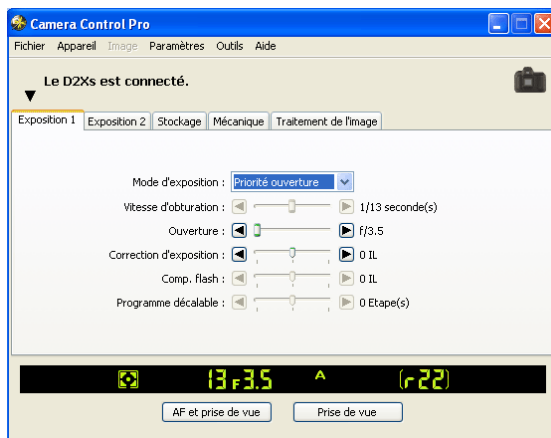 Camera Control Pro
Fichier Appareil Image Paramètres Outils Aide
Le D2Xs est connecté.
Exposition 1 Exposition 2 Stockage Mécanique Traitement de l'image
Mode d'exposition : Priorité ouverture
Vitesse d'obturation : 1/13 seconde(s)
Ouverture : f/3.5
Correction d'exposition : 0 IL
Comp. flash : 0 IL
Programme décalable : 0 Etape(s)
13 F3.5 A (r22)
AF et prise de vue Prise de vue